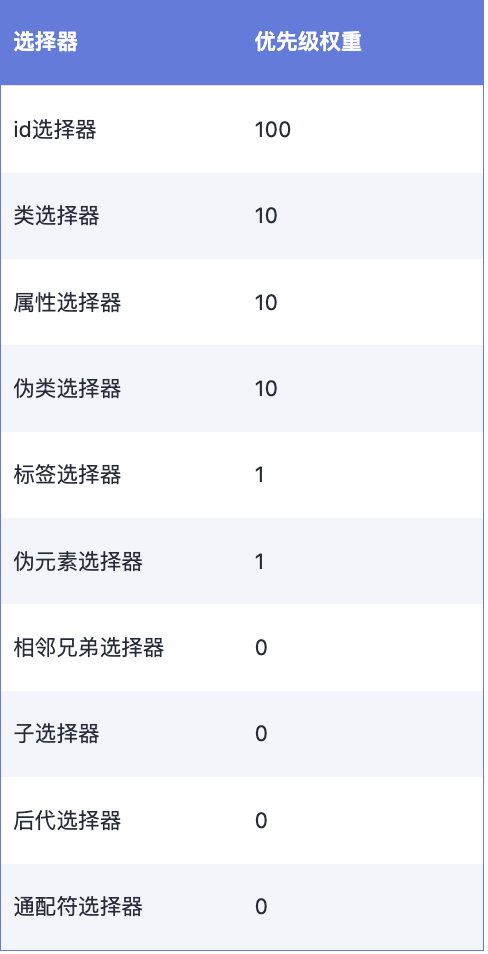 选择器 优先级权重
id选择器 100
类选择器 10
属性选择器 10
伪类选择器 10
标签选择器 1
伪元素选择器 1
相邻兄弟选择器 0
子选择器 0
后代选择器 0
通配符选择器 0